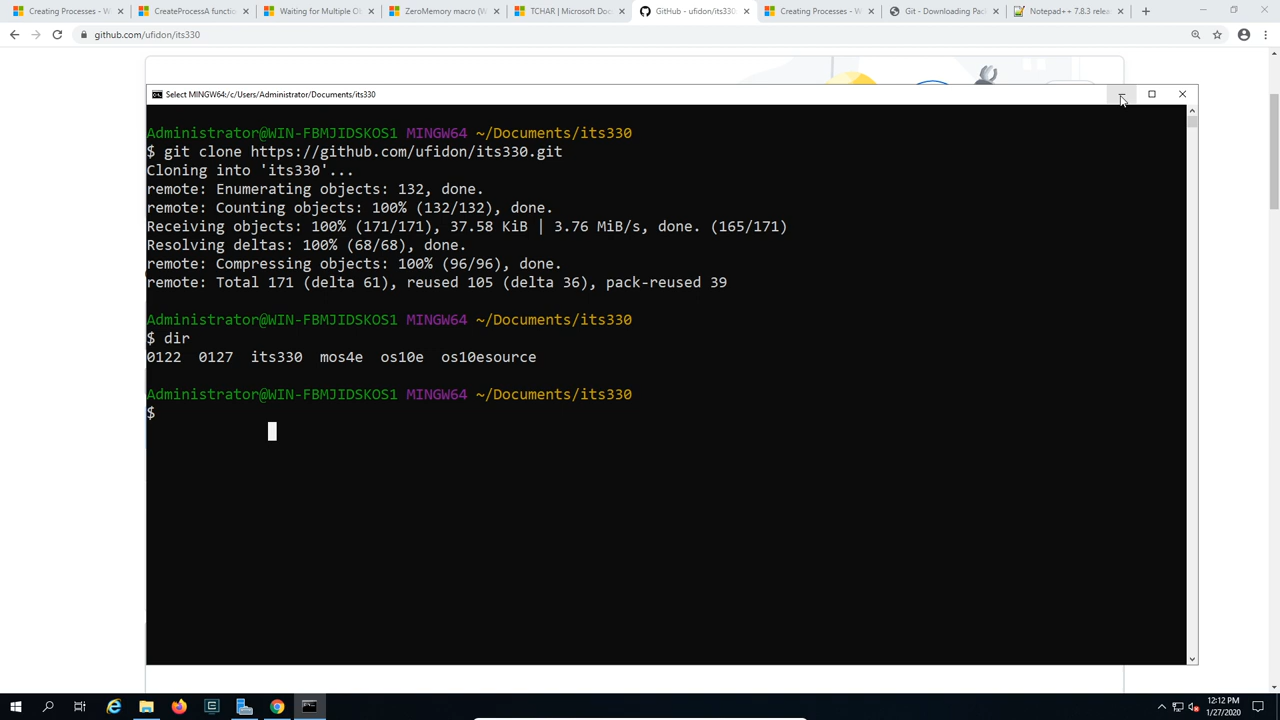 Creating Processes - W
CreateProcessA functio
Waiting for Multiple O
ZeroMemory macro (W
TCHAR | Microsoft Doc
GitHub - ufidon/its330
Creating Processes - W
Git - Downloading Pac
Notepad++ 7.8.3 relea
github.com/ufidon/its330
Select MINGW64:/c/Users/Administrator/Documents/its330
Administrator@WIN-FBMJIDSKOS1 MINGW64 ~/Documents/its330
$ git clone https://github.com/ufidon/its330.git
Cloning into 'its330'...
remote: Enumerating objects: 132, done.
remote: Counting objects: 100% (132/132), done.
Receiving objects: 100% (171/171), 37.58 KiB | 3.76 MiB/s, done. (165/171)
Resolving deltas: 100% (68/68), done.
remote: Compressing objects: 100% (96/96), done.
remote: Total 171 (delta 61), reused 105 (delta 36), pack-reused 39
Administrator@WIN-FBMJIDSKOS1 MINGW64 ~/Documents/its330
$ dir
0122 0127 its330 mos4e os10e os10esource
Administrator@WIN-FBMJIDSKOS1 MINGW64 ~/Documents/its330
$
12:12 PM
1/27/2020